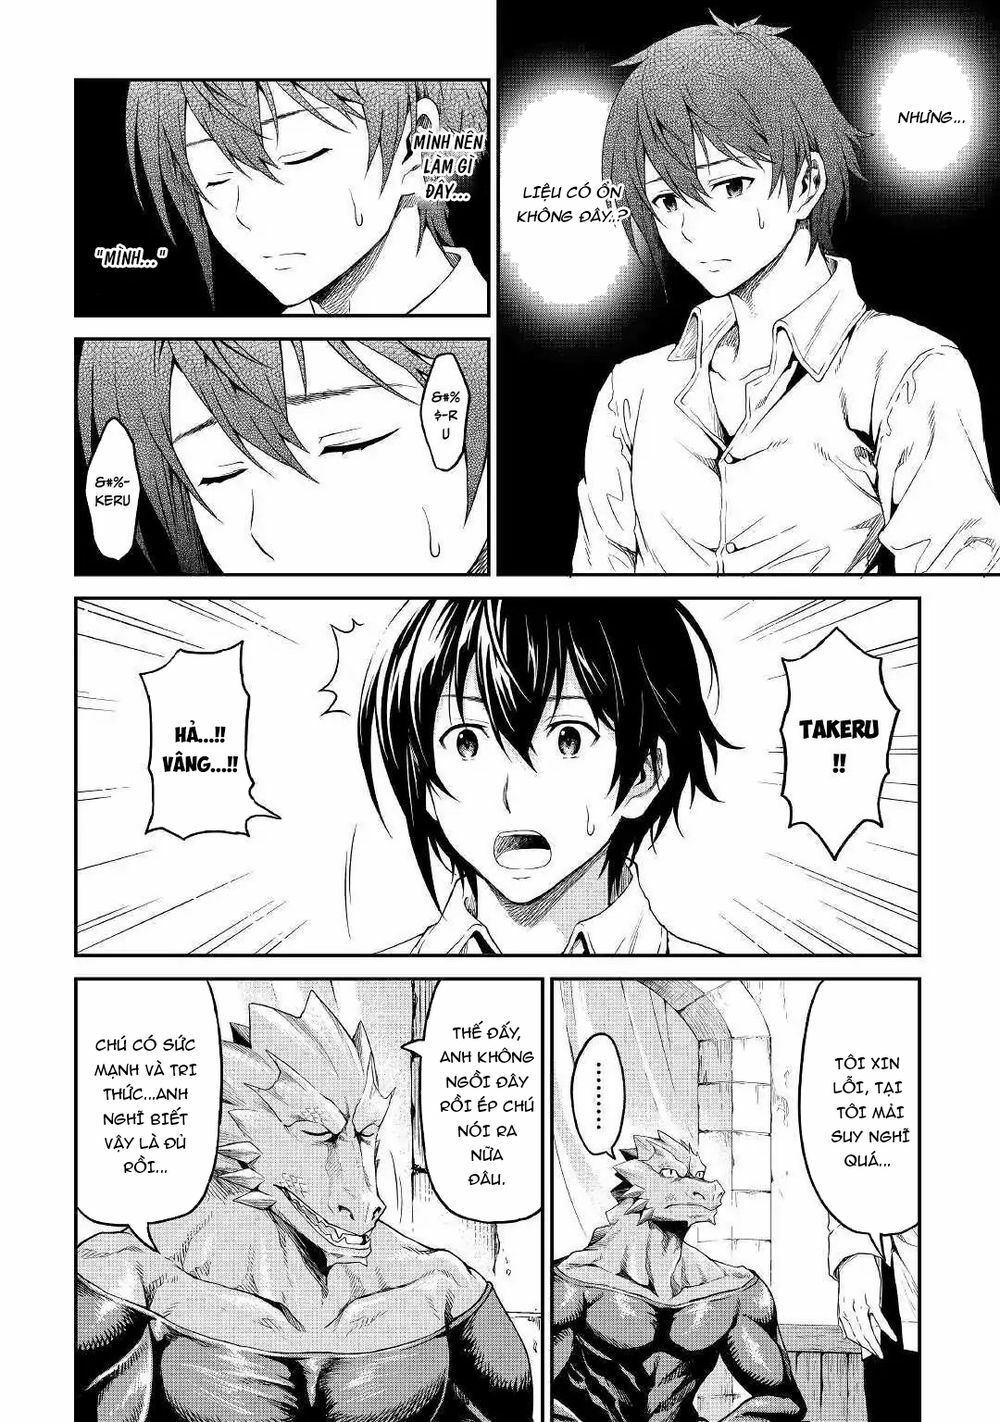 NHƯNG...
LIỆU CÓ ỔN
KHÔNG ĐÂY..?
MÌNH NÊN
LÀM GÌ
ĐÂY...
"MÌNH..."
&#%
$-R
U
&#%-
KERU
TAKERU
!!
HẢ...!!
VÂNG...!!
TÔI XIN
LỖI, TẠI
TÔI MẢI
SUY NGHĨ
QUÁ...
.........
THẾ ĐẤY,
ANH KHÔNG
NGỒI ĐÂY
RỒI ÉP CHÚ
NÓI RA
NỮA
ĐÂU.
CHÚ CÓ SỨC
MẠNH VÀ TRI
THỨC...ANH
NGHĨ BIẾT
VẬY LÀ ĐỦ
RỒI...